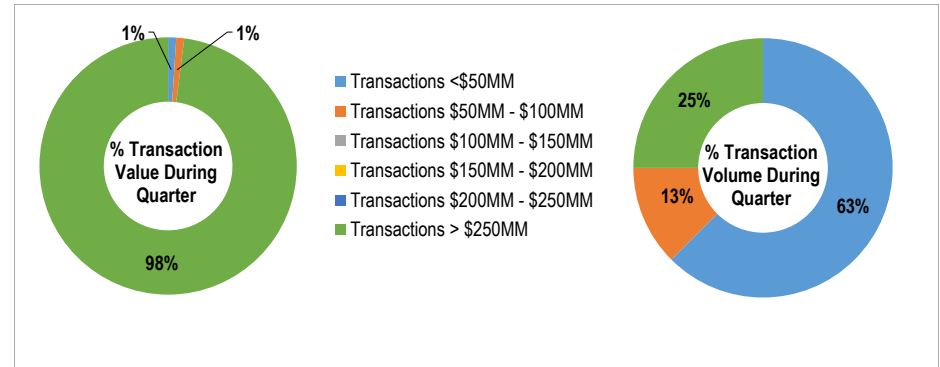 1%
1%
98%
% Transaction
Value During
Quarter
Transactions <$50MM
Transactions $50MM - $100MM
Transactions $100MM - $150MM
Transactions $150MM - $200MM
Transactions $200MM - $250MM
Transactions > $250MM
25%
13%
63%
% Transaction
Volume During
Quarter